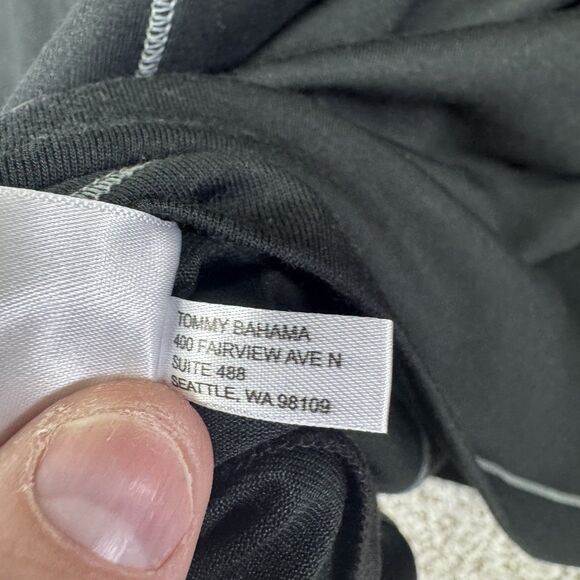 TOMMY BAHAMA
400 FAIRVIEW AVE N
SUITE 488
SEATTLE, WA 98109